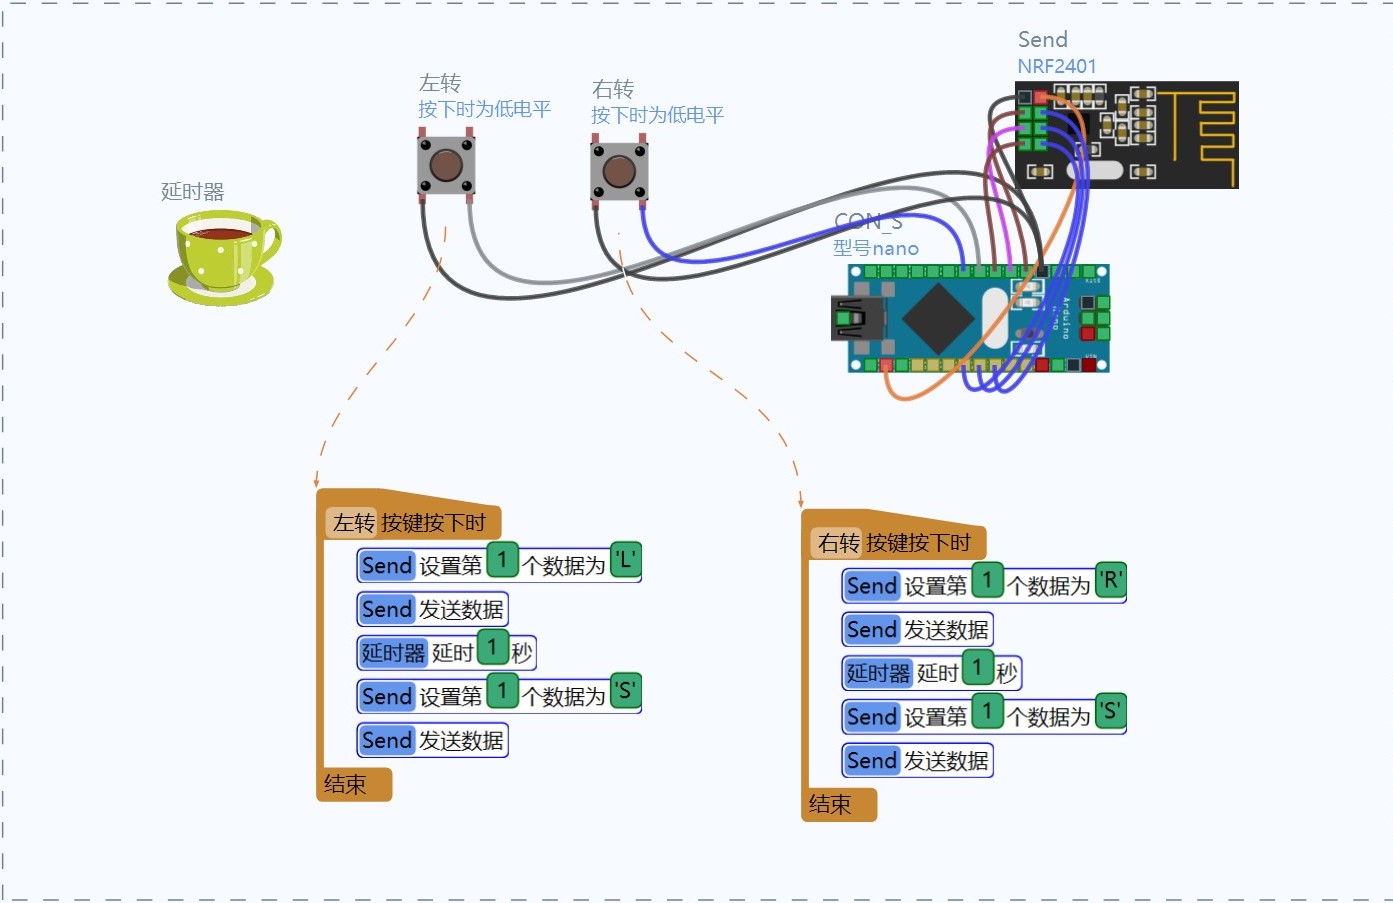 Send
NRF2401
左转
按下时为低电平
右转
按下时为低电平
延时器
CON_S
型号nano
Arduino
左转 按键按下时
Send 设置第 1 个数据为 'L'
Send 发送数据
延时器 延时 1 秒
Send 设置第 1 个数据为 'S'
Send 发送数据
结束
右转 按键按下时
Send 设置第 1 个数据为 'R'
Send 发送数据
延时器 延时 1 秒
Send 设置第 1 个数据为 'S'
Send 发送数据
结束